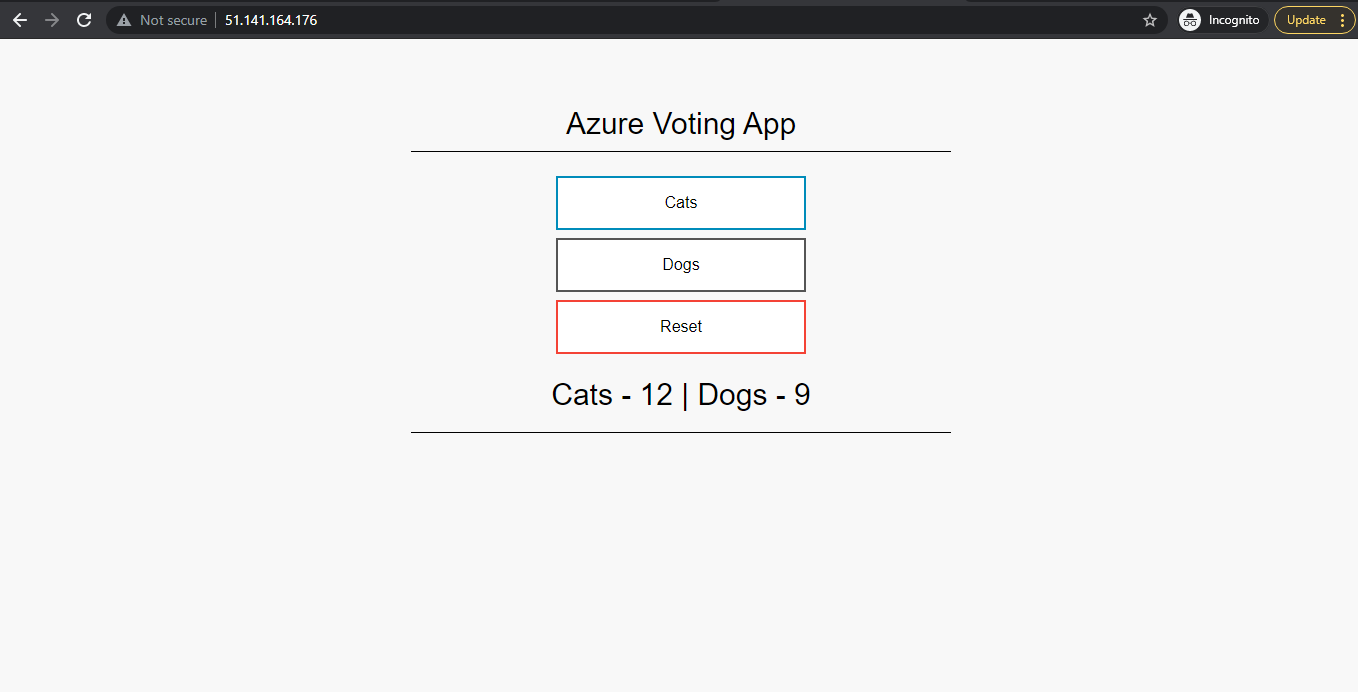 Not secure 51.141.164.176 Incognito Update
Azure Voting App
Cats
Dogs
Reset
Cats - 12 | Dogs - 9